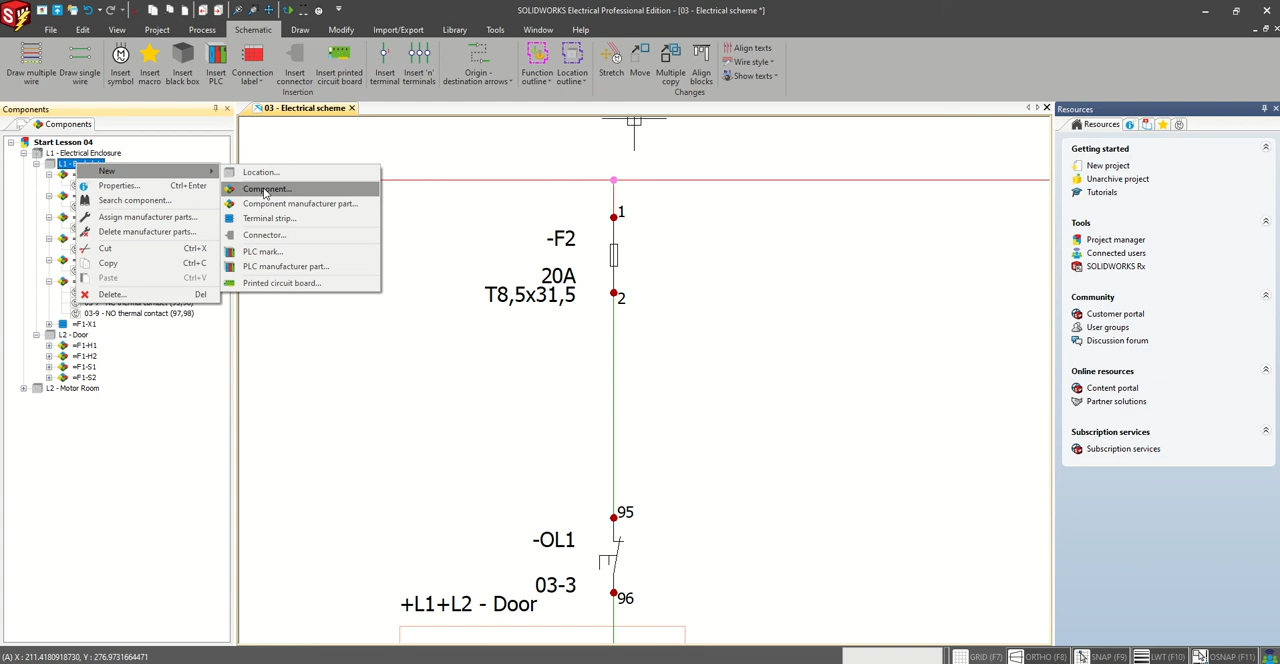 SOLIDWORKS Electrical Professional Edition - [03 - Electrical scheme *]
File Edit View Project Process Schematic Draw Modify Import/Export Library Tools Window Help
Draw multiple wire
Draw single wire
Insert symbol
Insert macro
Insert black box
Insert PLC
Connection label
Insert connector
Insert printed circuit board
Insert terminal
Insert 'n' terminals
Origin - destination arrows
Function outline
Location outline
Stretch
Move
Multiple copy
Align blocks
Align texts
Wire style
Show texts
Insertion
Changes
Components
Components
Start Lesson 04
L1 - Electrical Enclosure
03-9 - NO thermal contact (97,98)
=F1-X1
L2 - Door
=F1-H1
=F1-H2
=F1-S1
=F1-S2
L2 - Motor Room
New
Properties... Ctrl+Enter
Search component...
Assign manufacturer parts...
Delete manufacturer parts...
Cut Ctrl+X
Copy Ctrl+C
Paste Ctrl+V
Delete... Del
Location...
Component...
Component manufacturer part...
Terminal strip...
Connector...
PLC mark...
PLC manufacturer part...
Printed circuit board...
03 - Electrical scheme
1
-F2
20A
T8,5x31,5
2
95
-OL1
03-3
96
+L1+L2 - Door
Resources
Resources
Getting started
New project
Unarchive project
Tutorials
Tools
Project manager
Connected users
SOLIDWORKS Rx
Community
Customer portal
User groups
Discussion forum
Online resources
Content portal
Partner solutions
Subscription services
Subscription services
(A) X : 211.4180918730, Y : 276.9731664471
GRID (F7) ORTHO (F8) SNAP (F9) LWT (F10) OSNAP (F11)